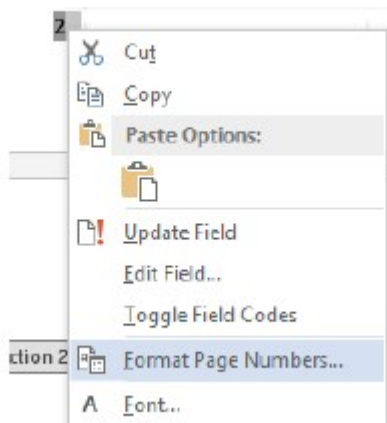 2
Cut
Copy
Paste Options:
Update Field
Edit Field...
Toggle Field Codes
ction 2
Format Page Numbers...
Font...